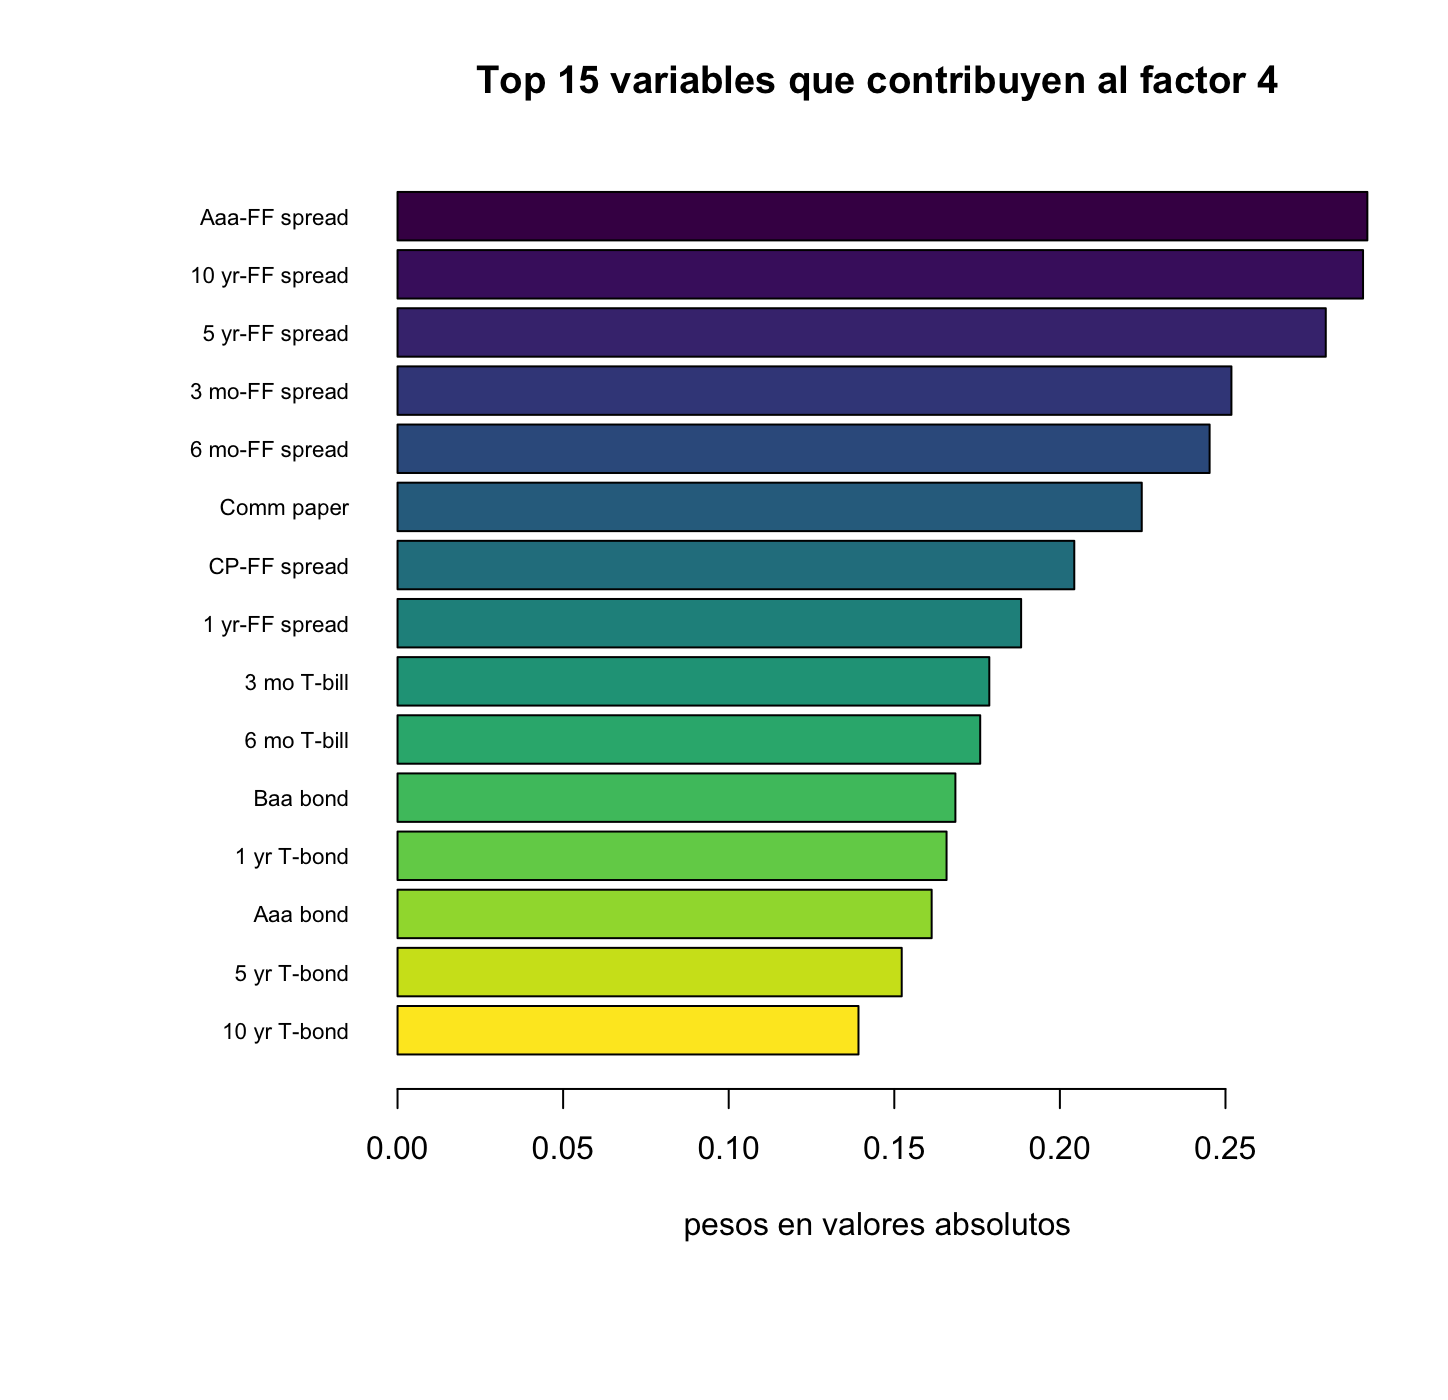 Top 15 variables que contribuyen al factor 4
Aaa-FF spread
10 yr-FF spread
5 yr-FF spread
3 mo-FF spread
6 mo-FF spread
Comm paper
CP-FF spread
1 yr-FF spread
3 mo T-bill
6 mo T-bill
Baa bond
1 yr T-bond
Aaa bond
5 yr T-bond
10 yr T-bond
0.00 0.05 0.10 0.15 0.20 0.25
pesos en valores absolutos